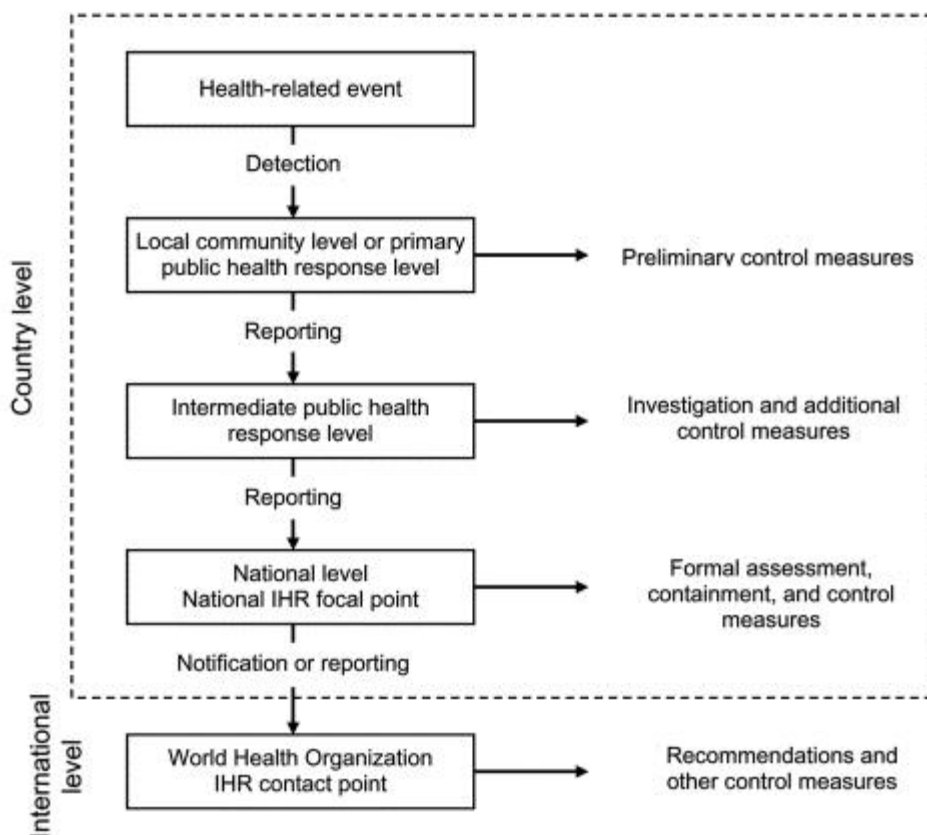 Health-related event
Detection
Local community level or primary
public health response level
Preliminary control measures
Reporting
Intermediate public health
response level
Investigation and additional
control measures
Reporting
National level
National IHR focal point
Formal assessment,
containment, and control
measures
Notification or reporting
World Health Organization
IHR contact point
Recommendations and
other control measures
Country level
International
level